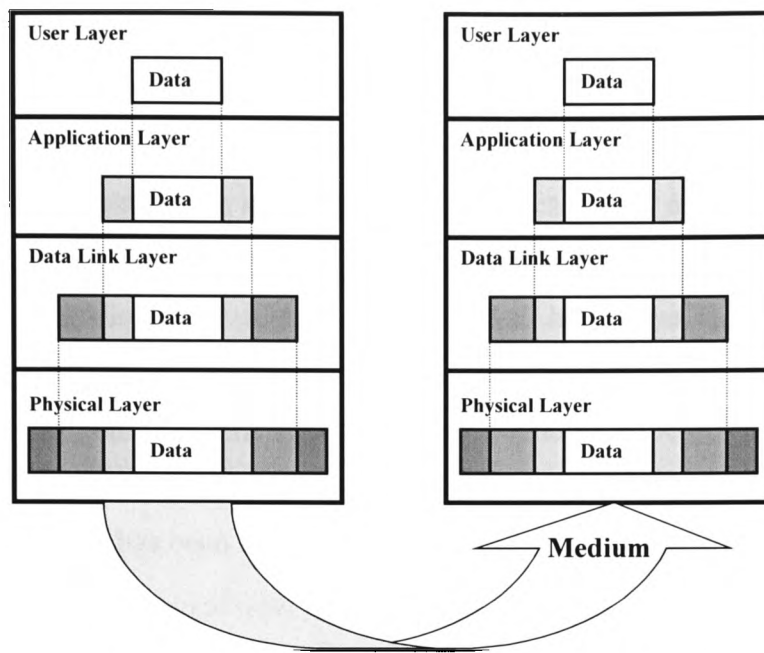 User Layer
Data
Application Layer
Data
Data Link Layer
Data
Physical Layer
Data
User Layer
Data
Application Layer
Data
Data Link Layer
Data
Physical Layer
Data
Medium